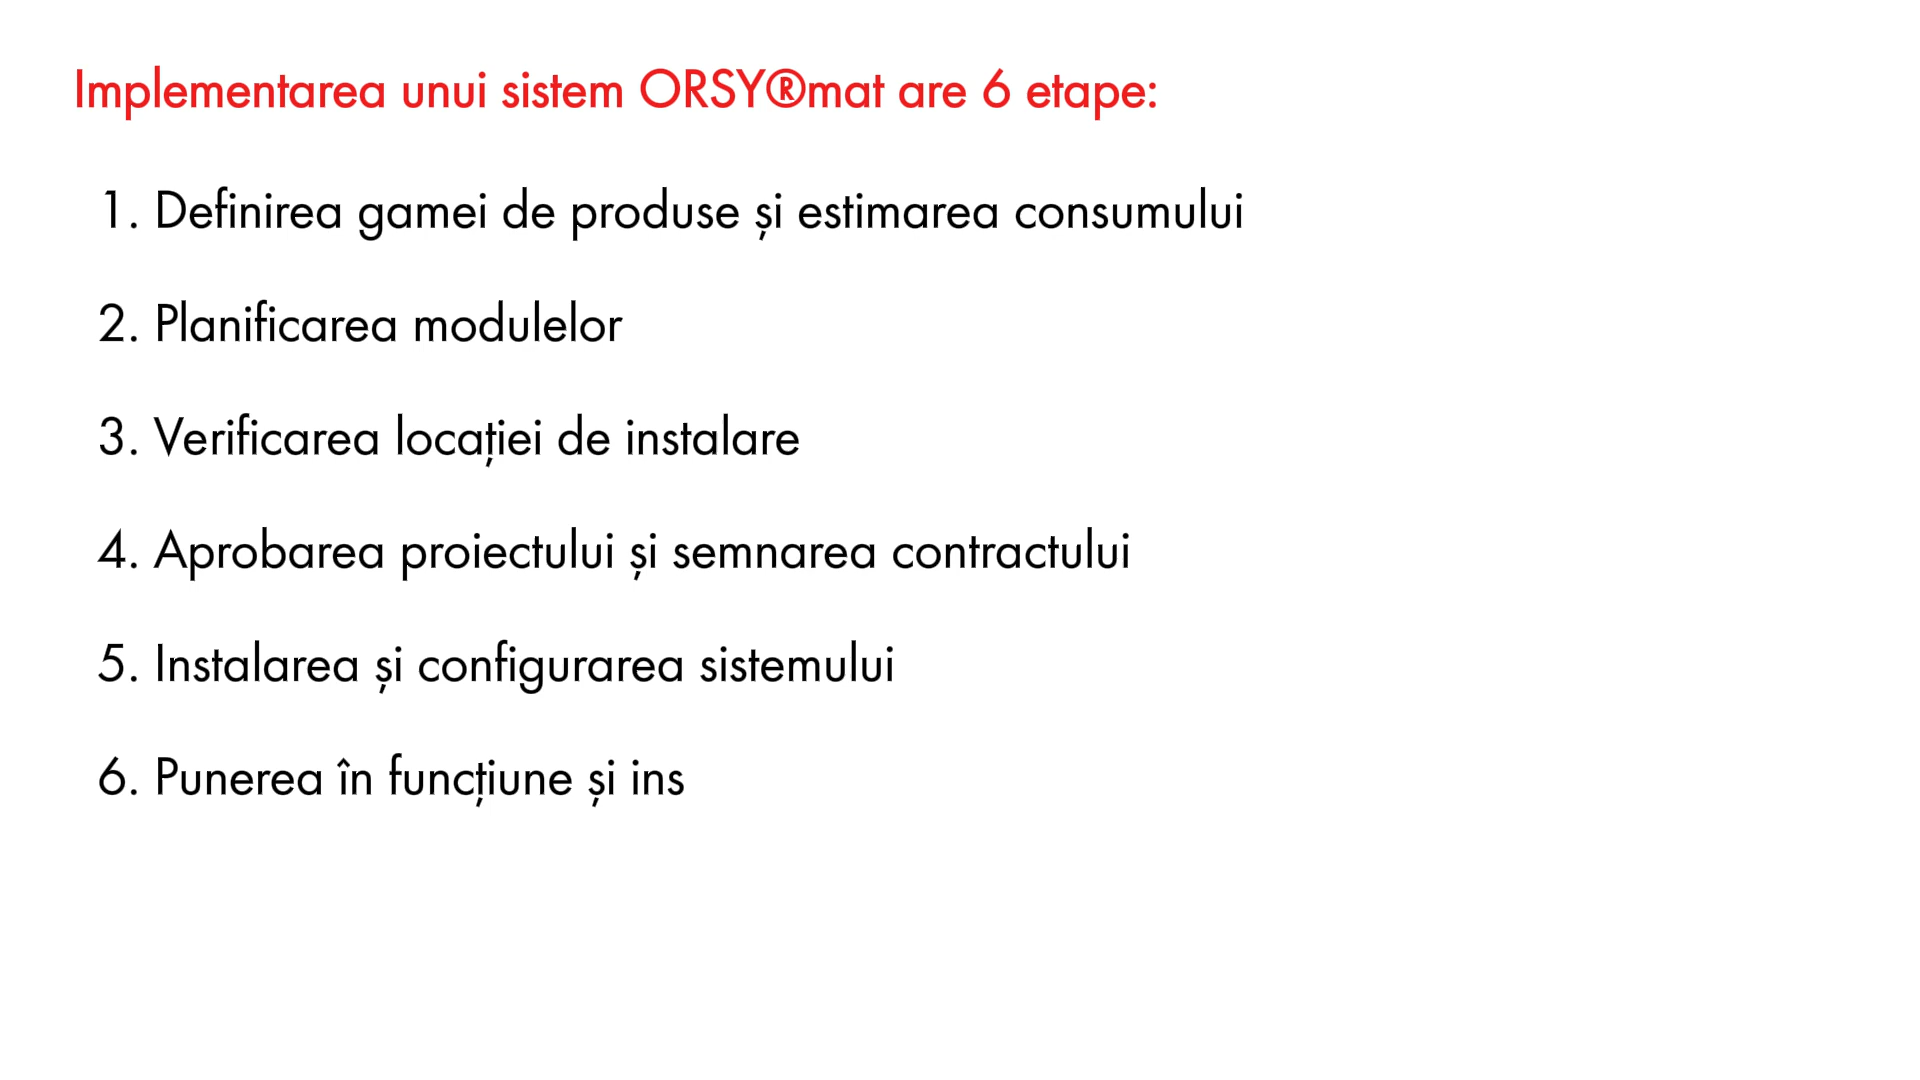 Implementarea unui sistem ORSY®mat are 6 etape:
1. Definirea gamei de produse și estimarea consumului
2. Planificarea modulelor
3. Verificarea locației de instalare
4. Aprobarea proiectului și semnarea contractului
5. Instalarea și configurarea sistemului
6. Punerea în funcțiune și ins